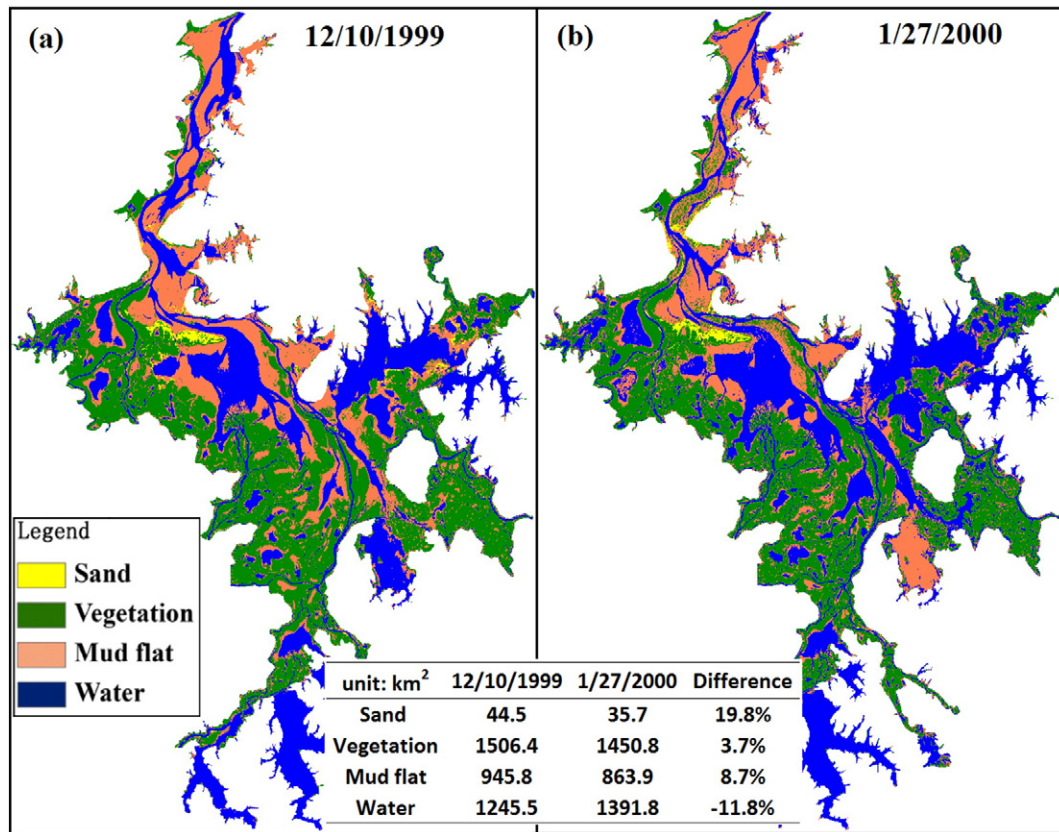 (a) 12/10/1999
(b) 1/27/2000
Legend
Sand
Vegetation
Mud flat
Water
unit: km² 12/10/1999 1/27/2000 Difference
Sand 44.5 35.7 19.8%
Vegetation 1506.4 1450.8 3.7%
Mud flat 945.8 863.9 8.7%
Water 1245.5 1391.8 -11.8%